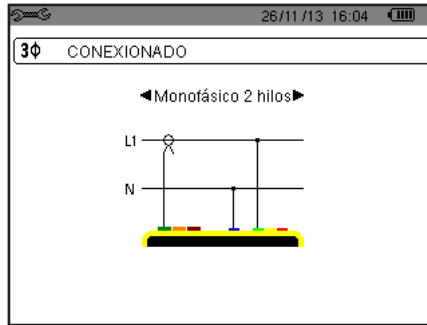 26/11/13 16:04
3Φ CONEXIONADO
◄Monofásico 2 hilos►
L1
N